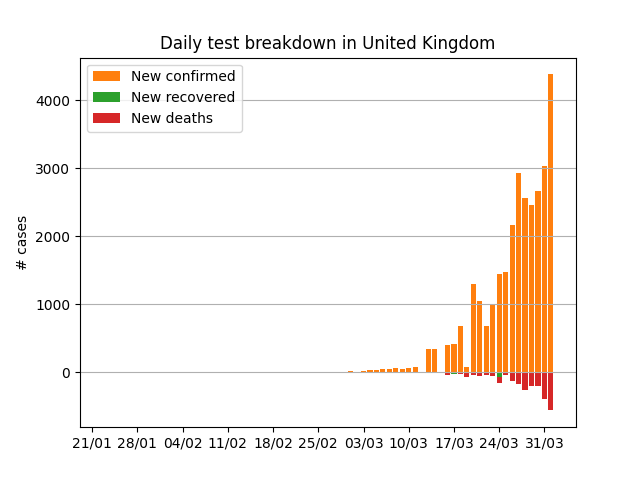 Daily test breakdown in United Kingdom
New confirmed
New recovered
New deaths
# cases
4000
3000
2000
1000
0
21/01 28/01 04/02 11/02 18/02 25/02 03/03 10/03 17/03 24/03 31/03